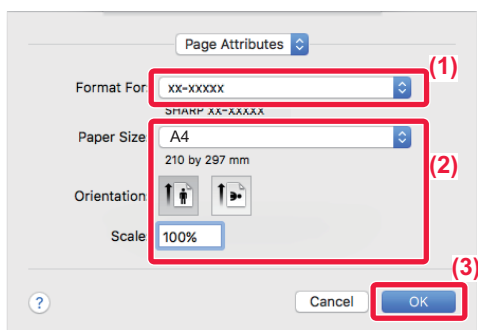 Page Attributes
(1)
Format For: xx-xxxxx
SHARP xx-xxxxx
Paper Size: A4
210 by 297 mm
(2)
Orientation:
Scale: 100%
(3)
? Cancel OK